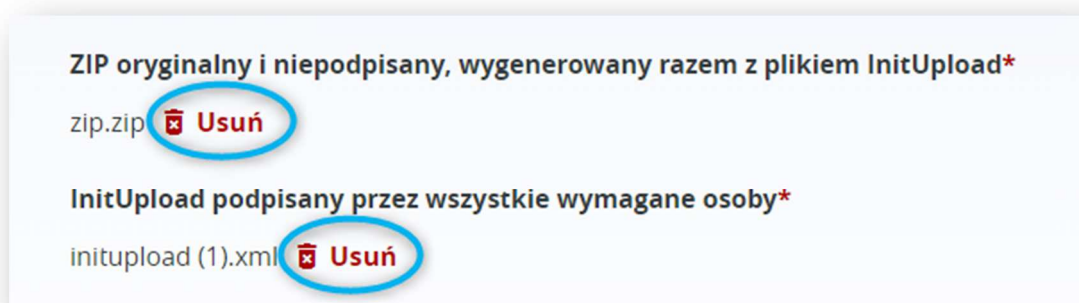 ZIP oryginalny i niepodpisany, wygenerowany razem z plikiem InitUpload*
zip.zip Usuń
InitUpload podpisany przez wszystkie wymagane osoby*
initupload (1).xml Usuń